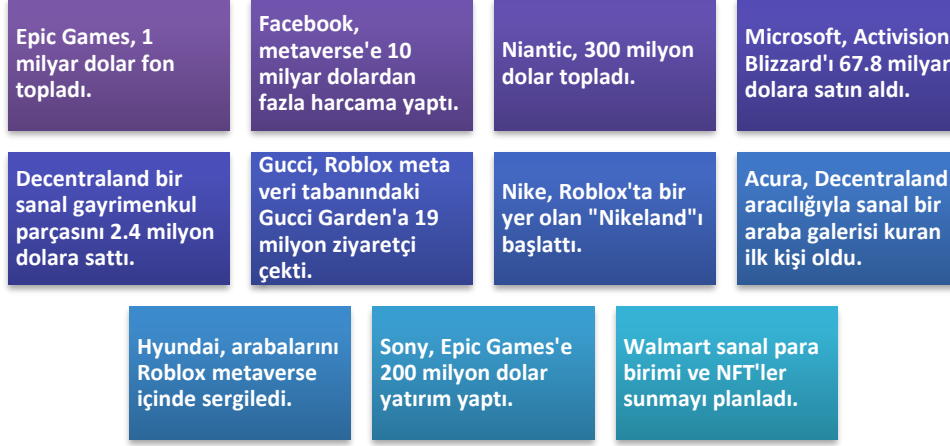 Epic Games, 1
milyar dolar fon
topladı.
Facebook,
metaverse'e 10
milyar dolardan
fazla harcama yaptı.
Niantic, 300 milyon
dolar topladı.
Microsoft, Activision
Blizzard'ı 67.8 milyar
dolara satın aldı.
Decentraland bir
sanal gayrimenkul
parçasını 2.4 milyon
dolara sattı.
Gucci, Roblox meta
veri tabanındaki
Gucci Garden'a 19
milyon ziyaretçi
çekti.
Nike, Roblox'ta bir
yer olan "Nikeland"ı
başlattı.
Acura, Decentraland
aracılığıyla sanal bir
araba galerisi kuran
ilk kişi oldu.
Hyundai, arabalarını
Roblox metaverse
içinde sergiledi.
Sony, Epic Games'e
200 milyon dolar
yatırım yaptı.
Walmart sanal para
birimi ve NFT'ler
sunmayı planladı.